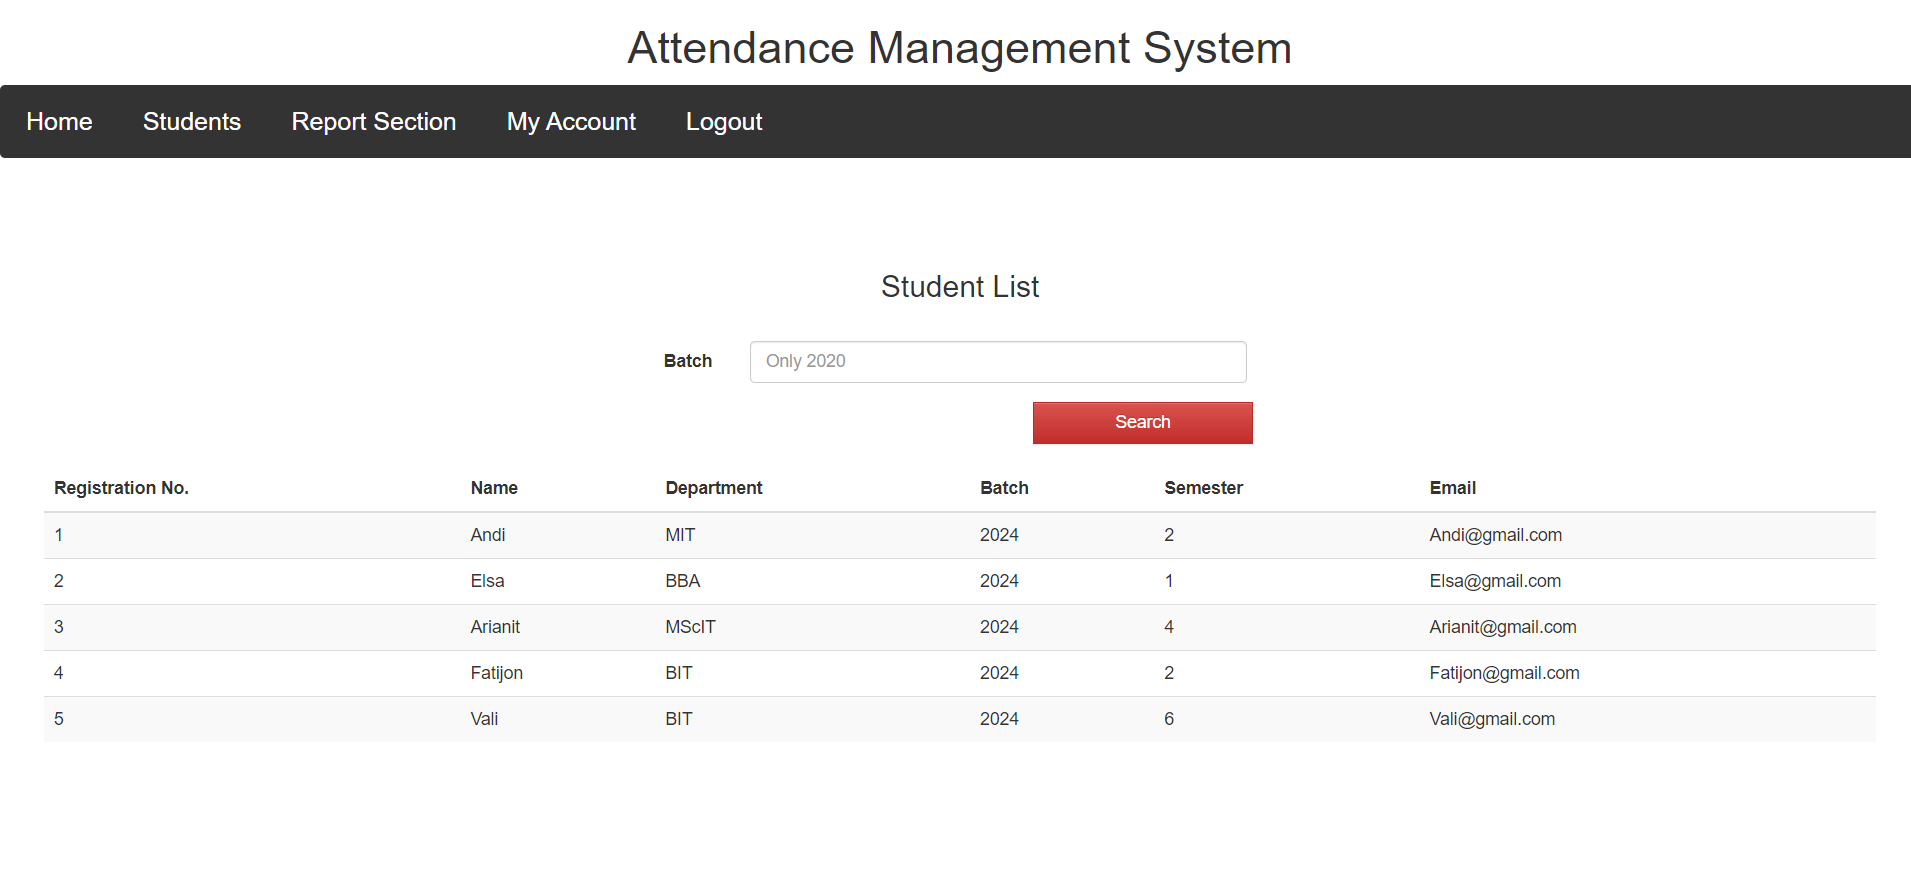 Attendance Management System
Home Students Report Section My Account Logout
Student List
Batch Only 2020
Search
Registration No. Name Department Batch Semester Email
1 Andi MIT 2024 2 Andi@gmail.com
2 Elsa BBA 2024 1 Elsa@gmail.com
3 Arianit MScIT 2024 4 Arianit@gmail.com
4 Fatijon BIT 2024 2 Fatijon@gmail.com
5 Vali BIT 2024 6 Vali@gmail.com